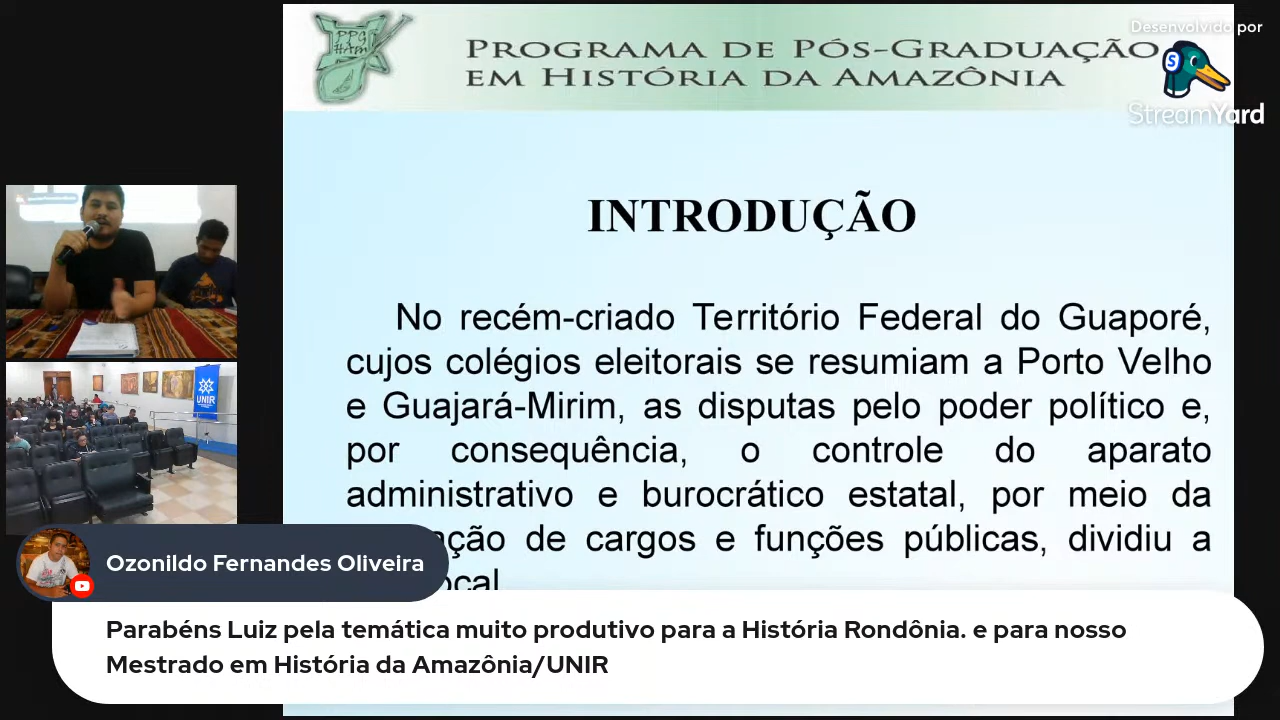 PPG
HAm
PROGRAMA DE PÓS-GRADUAÇÃO
EM HISTÓRIA DA AMAZÔNIA
Desenvolvido por
S
StreamYard
INTRODUÇÃO
No recém-criado Território Federal do Guaporé,
cujos colégios eleitorais se resumiam a Porto Velho
e Guajará-Mirim, as disputas pelo poder político e,
por consequência, o controle do aparato
administrativo e burocrático estatal, por meio da
de cargos e funções públicas, dividiu a
UNIR
Ozonildo Fernandes Oliveira
Parabéns Luiz pela temática muito produtivo para a História Rondônia. e para nosso
Mestrado em História da Amazônia/UNIR